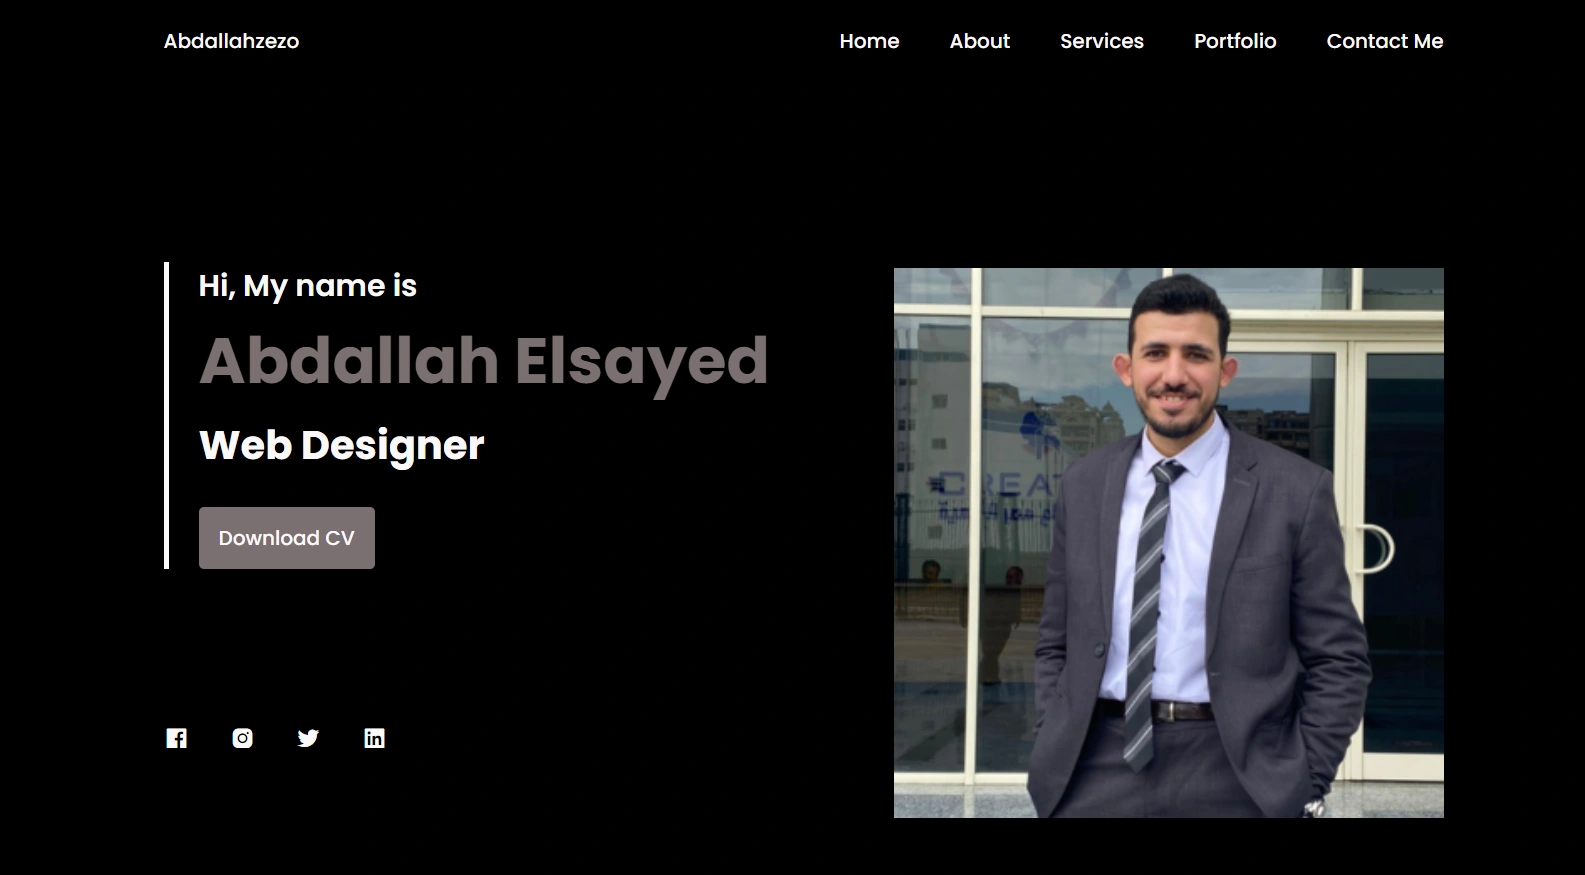 Abdallahzezo
Home About Services Portfolio Contact Me
Hi, My name is
Abdallah Elsayed
Web Designer
Download CV